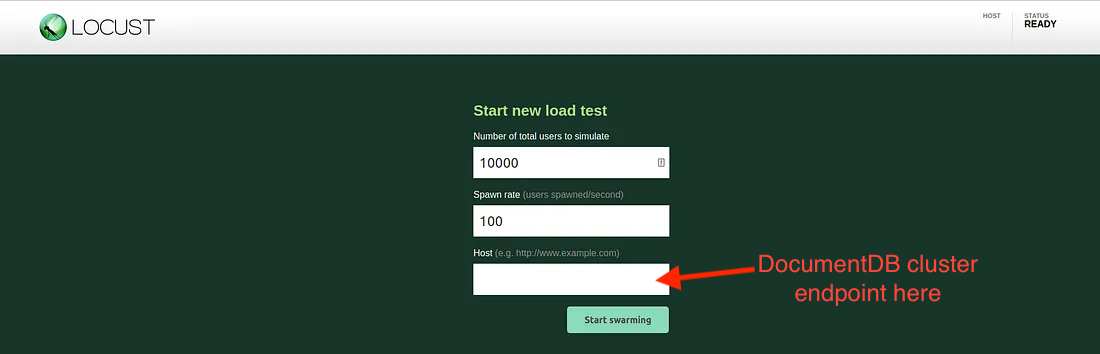 LOCUST
HOST
STATUS
READY
Start new load test
Number of total users to simulate
10000
Spawn rate (users spawned/second)
100
Host (e.g. http://www.example.com)
DocumentDB cluster
endpoint here
Start swarming